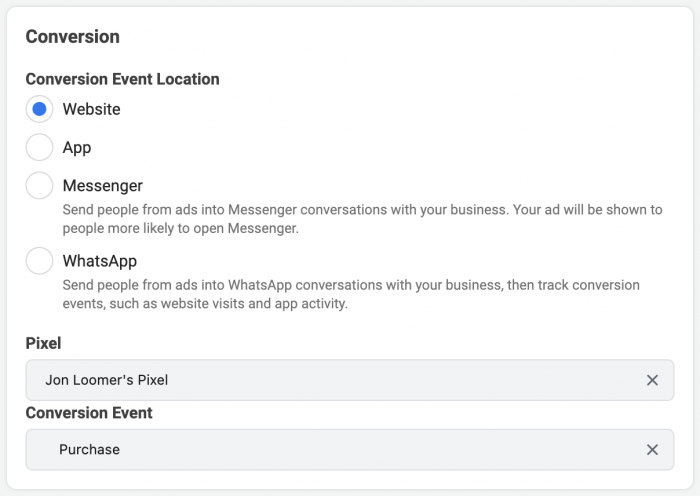 Conversion
Conversion Event Location
Website
App
Messenger
Send people from ads into Messenger conversations with your business. Your ad will be shown to
people more likely to open Messenger.
WhatsApp
Send people from ads into WhatsApp conversations with your business, then track conversion
events, such as website visits and app activity.
Pixel
Jon Loomer's Pixel
Conversion Event
Purchase